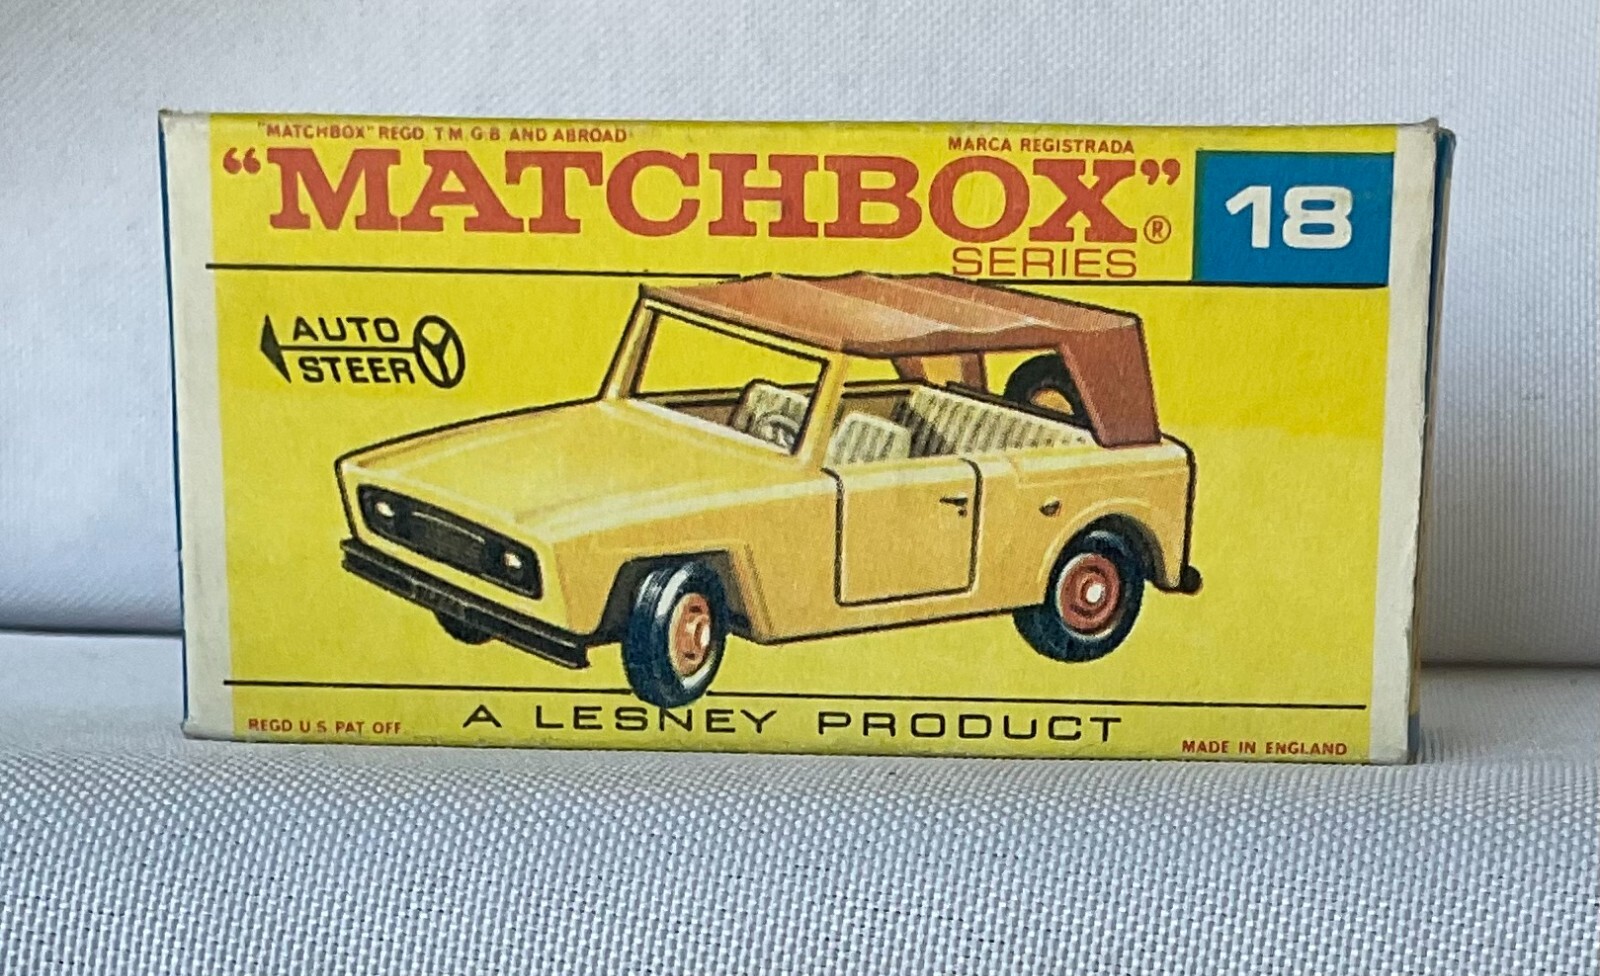 "MATCHBOX" REGD. T.M. G.B. AND ABROAD
MARCA REGISTRADA
"MATCHBOX"®
SERIES
18
AUTO
STEER
REGD U S PAT OFF.
A LESNEY PRODUCT
MADE IN ENGLAND